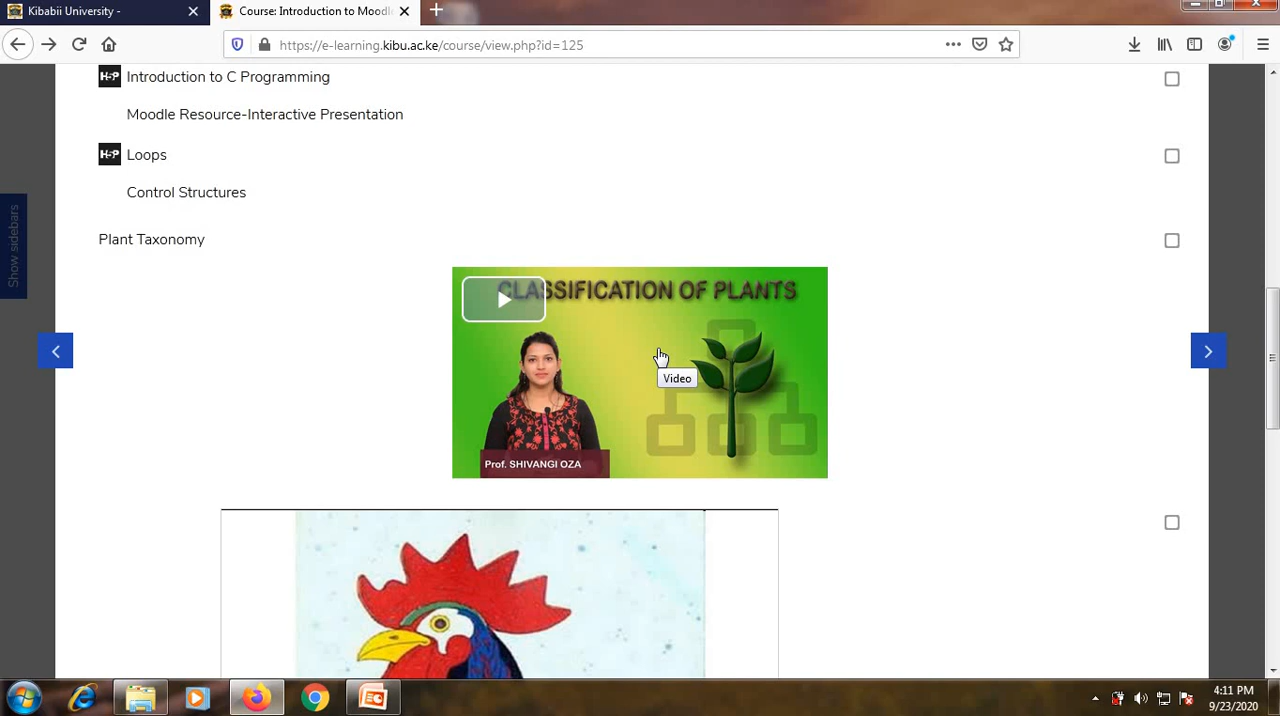 Kibabii University -
Course: Introduction to Moodl
https://e-learning.kibu.ac.ke/course/view.php?id=125
H5P Introduction to C Programming
Moodle Resource-Interactive Presentation
H5P Loops
Control Structures
Show sidebars
Plant Taxonomy
CLASSIFICATION OF PLANTS
Video
Prof. SHIVANGI OZA
4:11 PM
9/23/2020